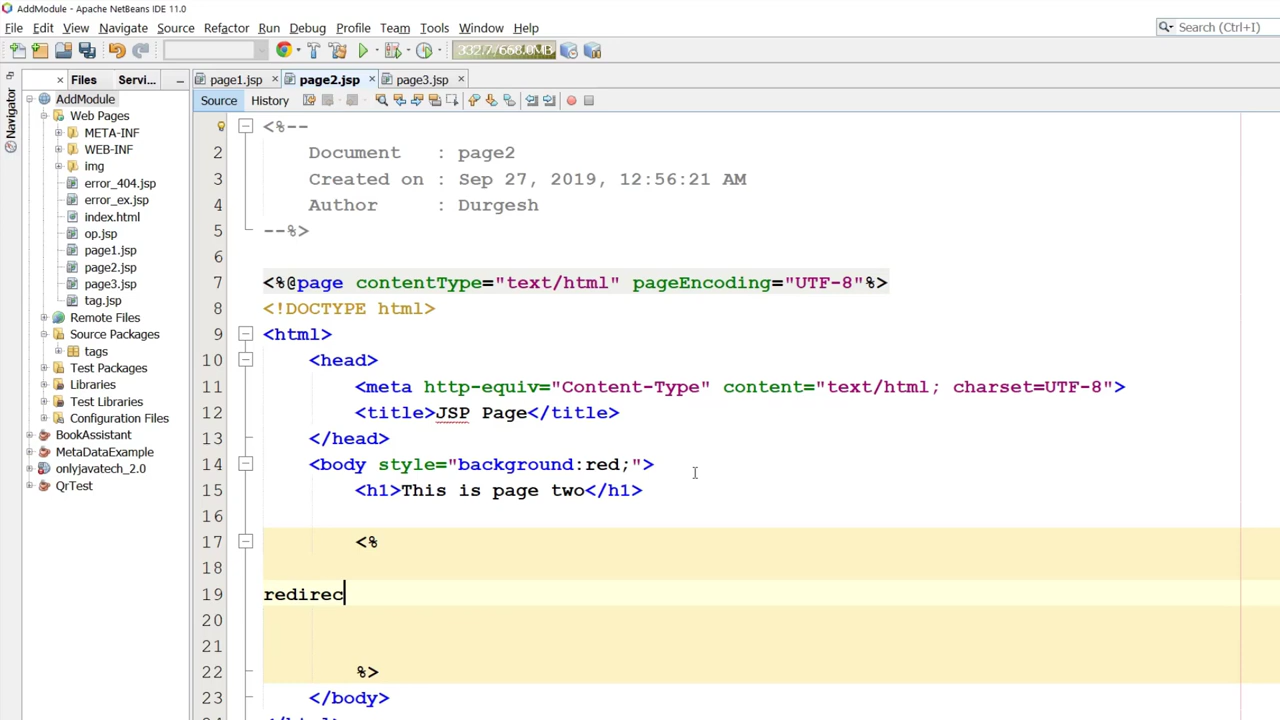 AddModule - Apache NetBeans IDE 11.0
File Edit View Navigate Source Refactor Run Debug Profile Team Tools Window Help
Search (Ctrl+I)
332.7/668.0MB
Navigator
Files Servi...
page1.jsp page2.jsp page3.jsp
Source History
AddModule
Web Pages
META-INF
WEB-INF
img
error_404.jsp
error_ex.jsp
index.html
op.jsp
page1.jsp
page2.jsp
page3.jsp
tag.jsp
Remote Files
Source Packages
tags
Test Packages
Libraries
Test Libraries
Configuration Files
BookAssistant
MetaDataExample
onlyjavatech_2.0
QrTest
<%--
2 Document : page2
3 Created on : Sep 27, 2019, 12:56:21 AM
4 Author : Durgesh
5 --%>
6
7 <%@page contentType="text/html" pageEncoding="UTF-8"%>
8 <!DOCTYPE html>
9 <html>
10 <head>
11 <meta http-equiv="Content-Type" content="text/html; charset=UTF-8">
12 <title>JSP Page</title>
13 </head>
14 <body style="background:red;">
15 <h1>This is page two</h1>
16
17 <%
18
19 redirec
20
21
22 %>
23 </body>
24 </html>